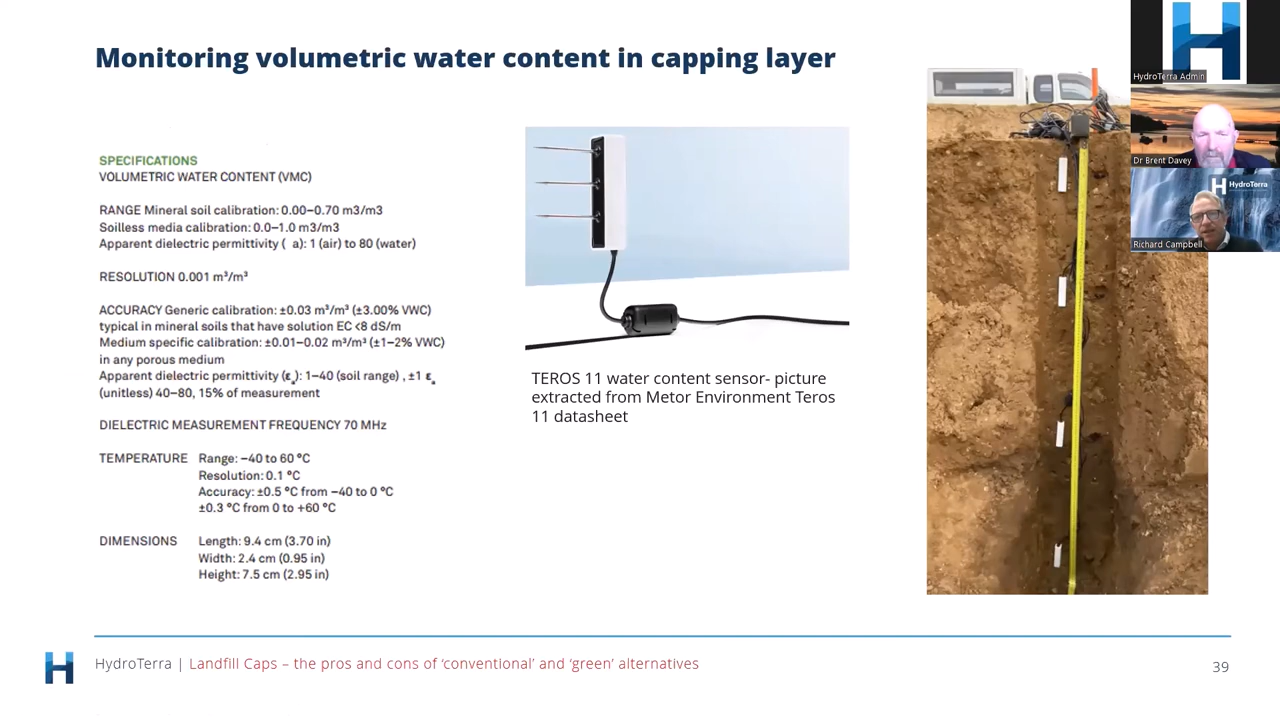 Monitoring volumetric water content in capping layer
SPECIFICATIONS
VOLUMETRIC WATER CONTENT (VMC)
RANGE Mineral soil calibration: 0.00–0.70 m3/m3
Soilless media calibration: 0.0–1.0 m3/m3
Apparent dielectric permittivity ( a): 1 (air) to 80 (water)
RESOLUTION 0.001 m³/m³
ACCURACY Generic calibration: ±0.03 m³/m³ (±3.00% VWC)
typical in mineral soils that have solution EC <8 dS/m
Medium specific calibration: ±0.01–0.02 m³/m³ (±1–2% VWC)
in any porous medium
Apparent dielectric permittivity (εa): 1–40 (soil range) , ±1 εa
(unitless) 40–80, 15% of measurement
DIELECTRIC MEASUREMENT FREQUENCY 70 MHz
TEMPERATURE Range: −40 to 60 °C
Resolution: 0.1 °C
Accuracy: ±0.5 °C from −40 to 0 °C
±0.3 °C from 0 to +60 °C
DIMENSIONS Length: 9.4 cm (3.70 in)
Width: 2.4 cm (0.95 in)
Height: 7.5 cm (2.95 in)
TEROS 11 water content sensor- picture
extracted from Metor Environment Teros
11 datasheet
HydroTerra Admin
Dr Brent Davey
HydroTerra
Richard Campbell
HydroTerra | Landfill Caps – the pros and cons of ‘conventional’ and ‘green’ alternatives
39